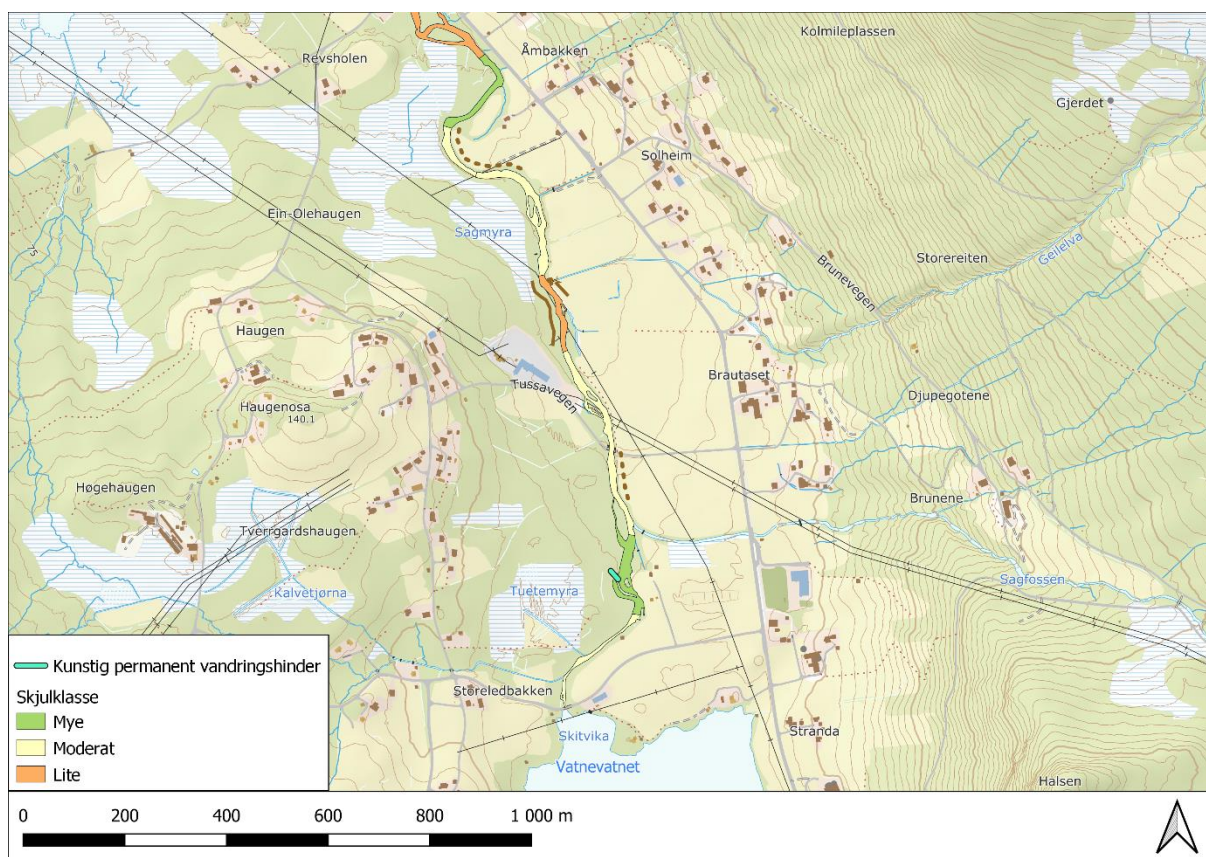 Kolmileplassen
Åmbakken
Revsholen
Gjerdet
Solheim
Ein-Olehaugen
Sagmyra
75
Storereiten
Geilelva
Brunevegen
Haugen
Brautaset
Tussavegen
Djupegotene
Haugenosa
140.1
Høgehaugen
Brunene
Tverrgardshaugen
Sagfossen
Kalvetjørna
Tuetemyra
Kunstig permanent vandringshinder
Storeledbakken
Skjulklasse
Mye
Moderat
Lite
Skitvika
Stranda
Vatnevatnet
Halsen
0 200 400 600 800 1 000 m